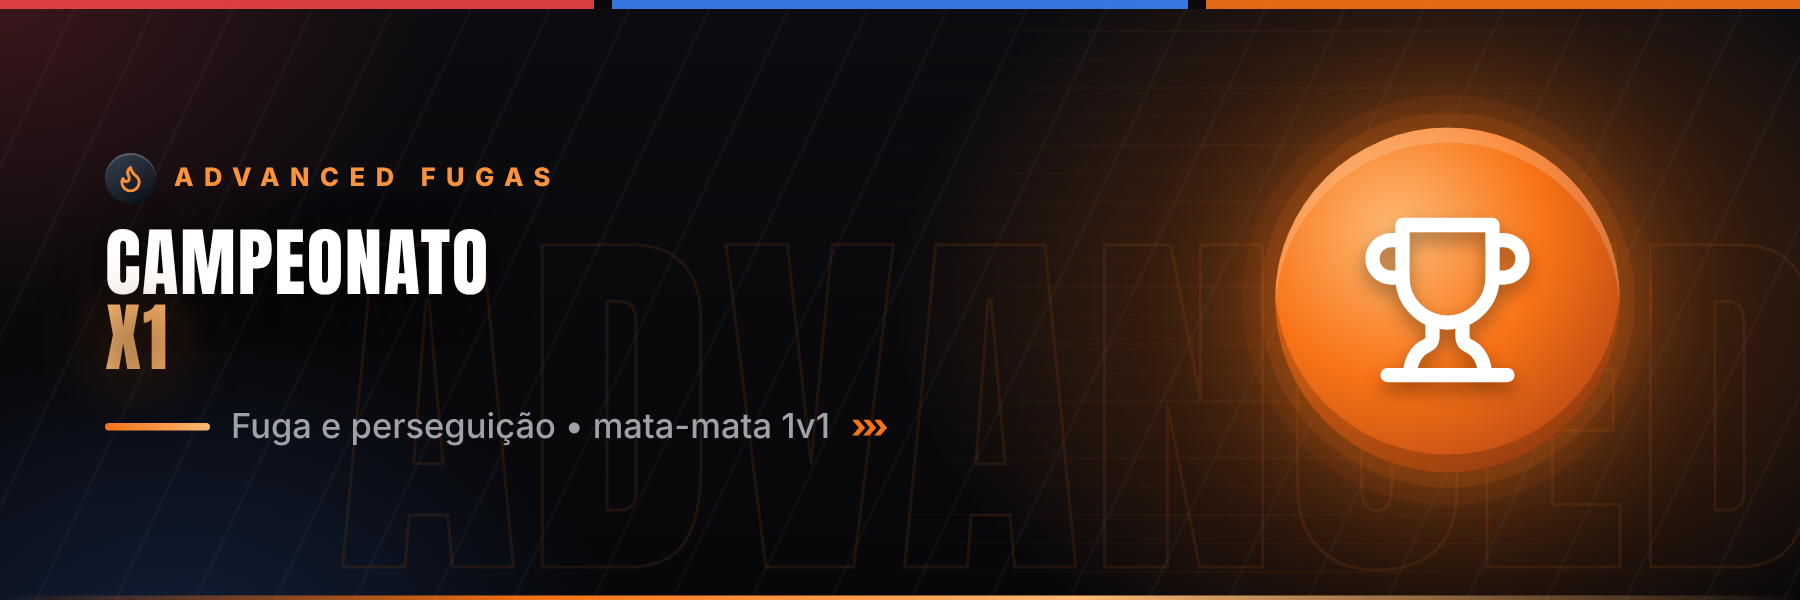 ADVANCED FUGAS
CAMPEONATO
X1
Fuga e perseguição • mata-mata 1v1
ADVANCED